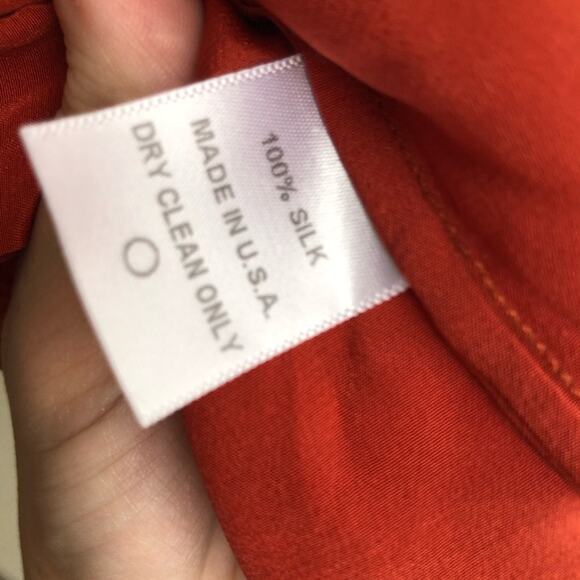 100% SILK
MADE IN U.S.A.
DRY CLEAN ONLY